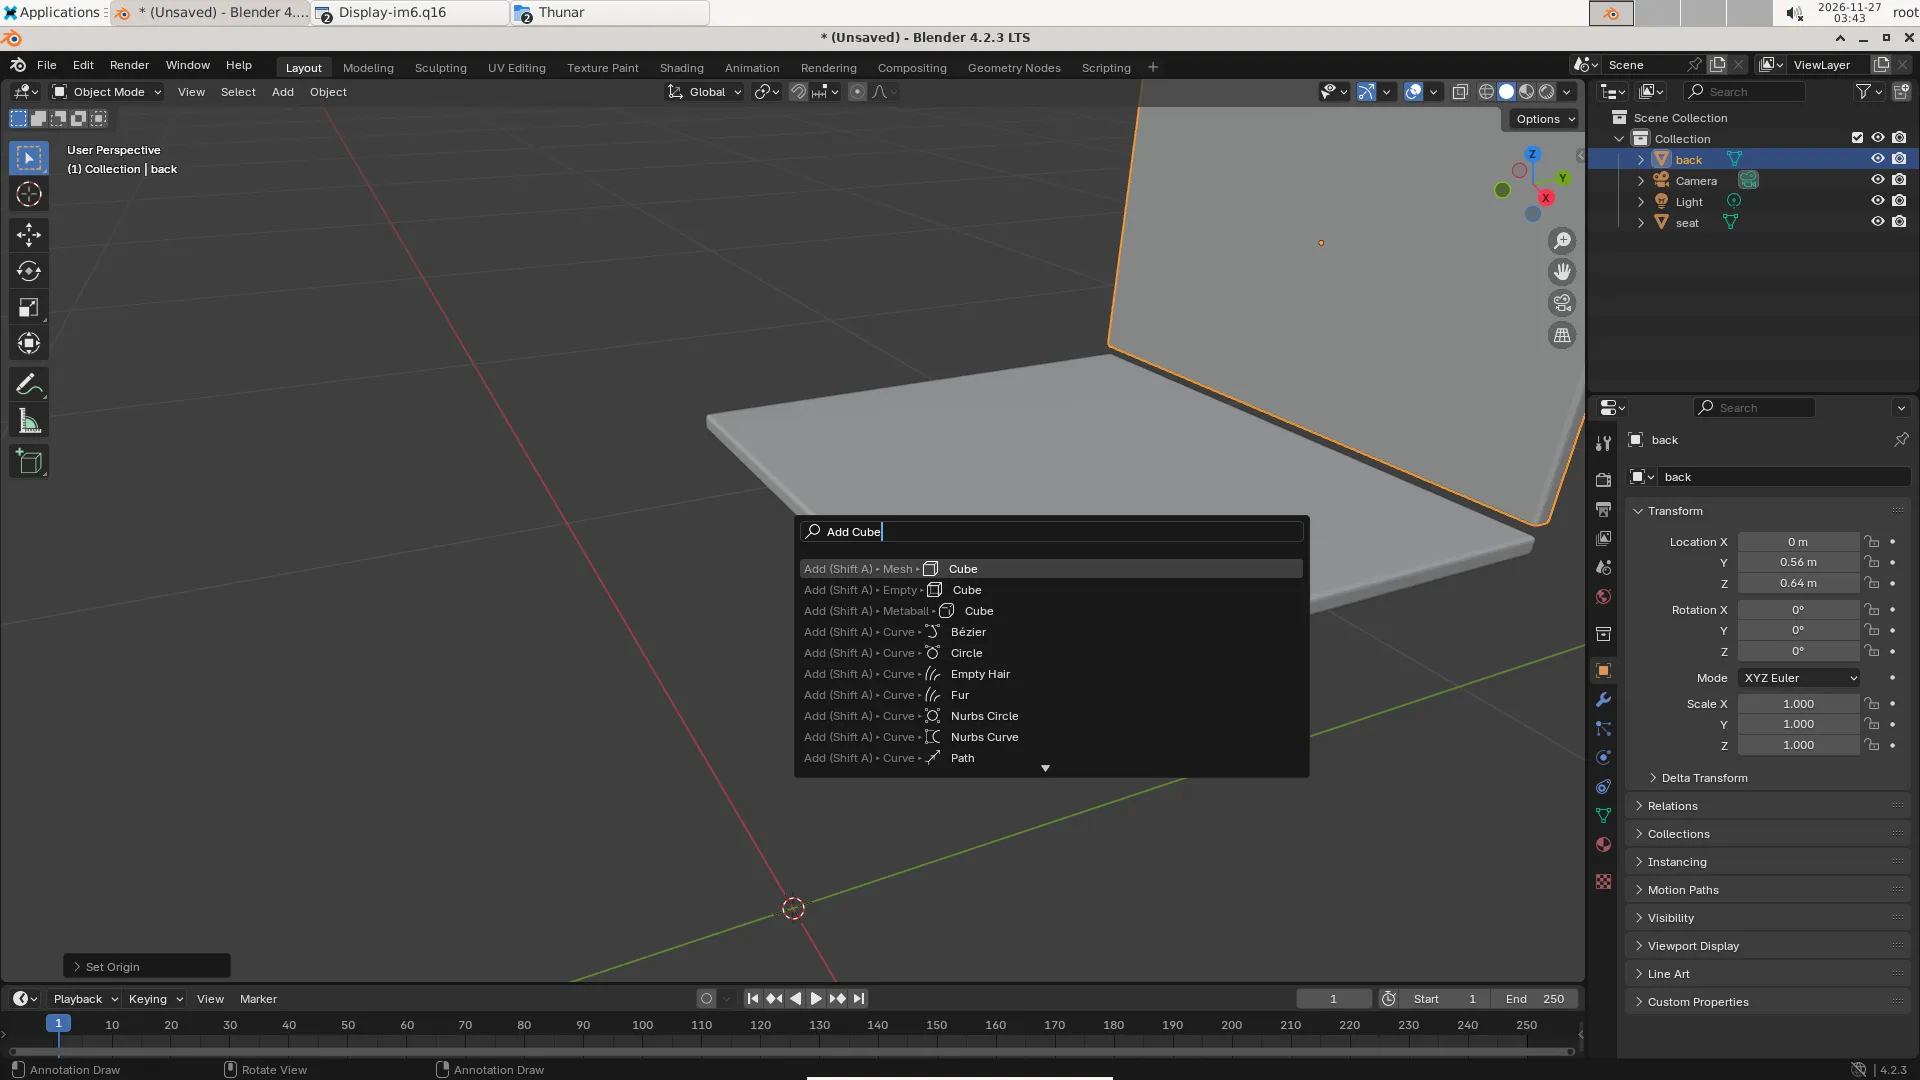 Applications
* (Unsaved) - Blender 4....
2 Display-im6.q16
2 Thunar
2026-11-27
03:43
root
* (Unsaved) - Blender 4.2.3 LTS
File Edit Render Window Help
Layout Modeling Sculpting UV Editing Texture Paint Shading Animation Rendering Compositing Geometry Nodes Scripting +
Scene
ViewLayer
Object Mode View Select Add Object
Global
Search
Options
User Perspective
(1) Collection | back
Z
Y
X
Scene Collection
Collection
back
Camera
Light
seat
Search
back
back
Transform
Location X 0 m
Y 0.56 m
Z 0.64 m
Rotation X 0°
Y 0°
Z 0°
Mode XYZ Euler
Scale X 1.000
Y 1.000
Z 1.000
Delta Transform
Relations
Collections
Instancing
Motion Paths
Visibility
Viewport Display
Line Art
Custom Properties
Add Cube
Add (Shift A) ▸ Mesh ▸ Cube
Add (Shift A) ▸ Empty ▸ Cube
Add (Shift A) ▸ Metaball ▸ Cube
Add (Shift A) ▸ Curve ▸ Bézier
Add (Shift A) ▸ Curve ▸ Circle
Add (Shift A) ▸ Curve ▸ Empty Hair
Add (Shift A) ▸ Curve ▸ Fur
Add (Shift A) ▸ Curve ▸ Nurbs Circle
Add (Shift A) ▸ Curve ▸ Nurbs Curve
Add (Shift A) ▸ Curve ▸ Path
Set Origin
Playback Keying View Marker
1 Start 1 End 250
1 10 20 30 40 50 60 70 80 90 100 110 120 130 140 150 160 170 180 190 200 210 220 230 240 250
Annotation Draw Rotate View Annotation Draw
4.2.3